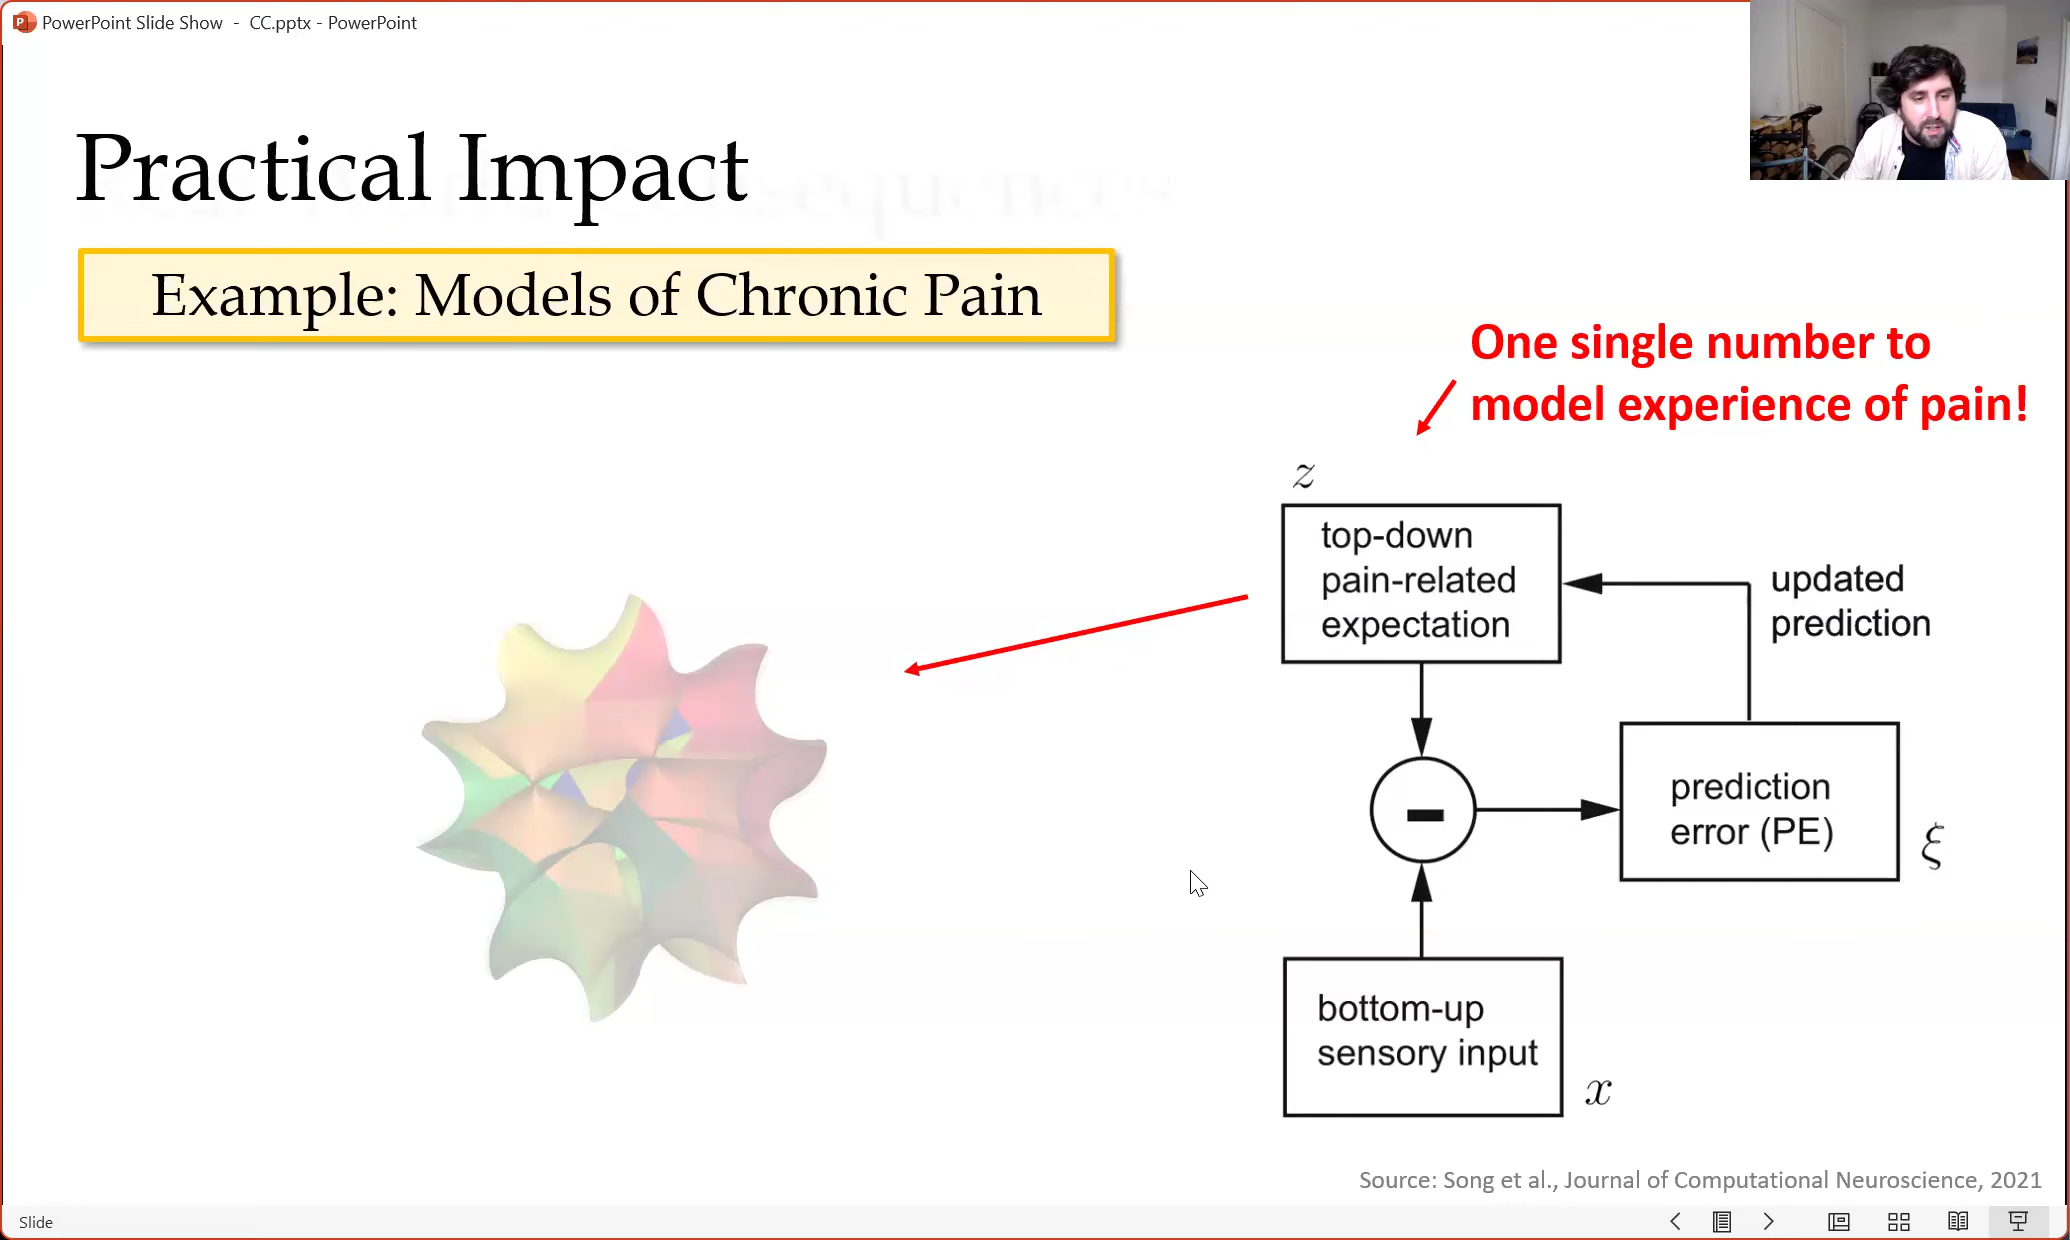 PowerPoint Slide Show - CC.pptx - PowerPoint
Practical Impact
Example: Models of Chronic Pain
One single number to
model experience of pain!
z
top-down
pain-related
expectation
updated
prediction
-
prediction
error (PE)
ξ
bottom-up
sensory input
x
Source: Song et al., Journal of Computational Neuroscience, 2021
Slide